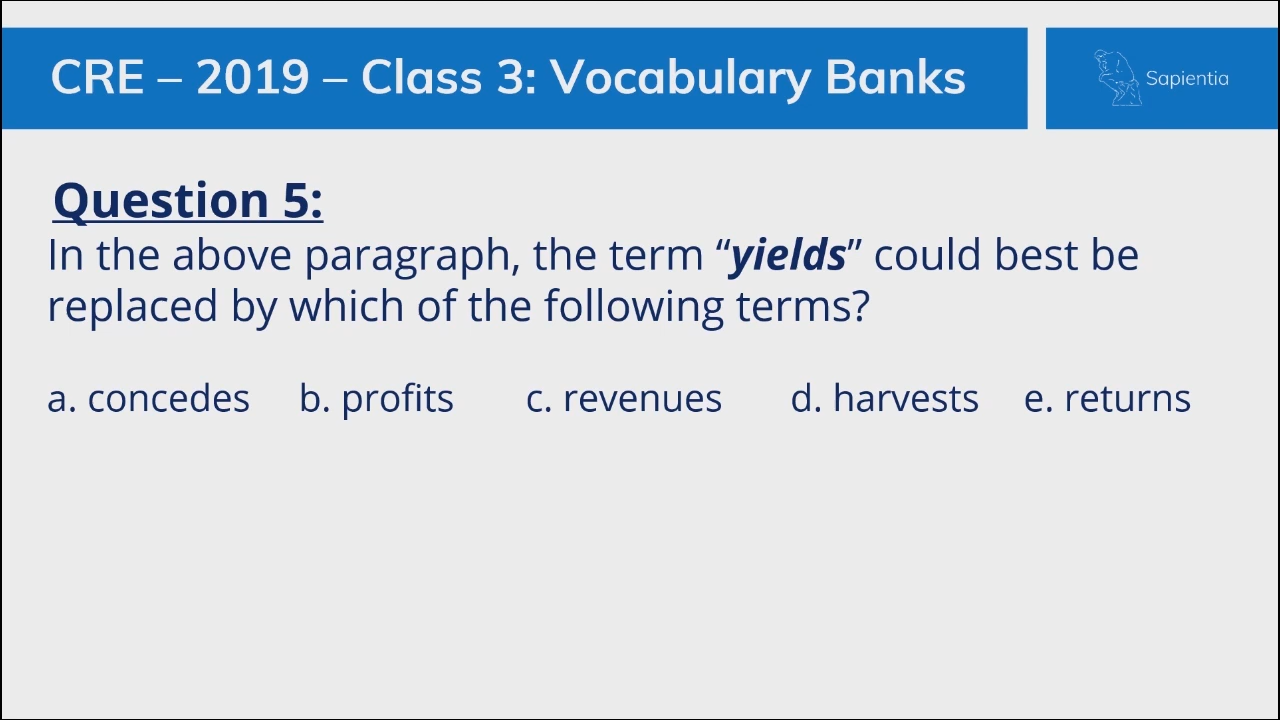 CRE – 2019 – Class 3: Vocabulary Banks
Sapientia
Question 5:
In the above paragraph, the term “yields” could best be
replaced by which of the following terms?
a. concedes b. profits c. revenues d. harvests e. returns